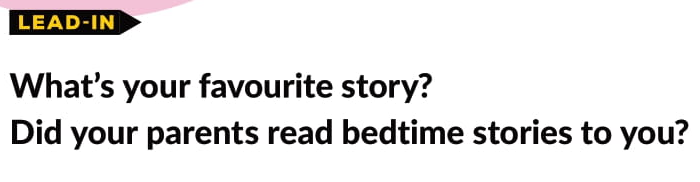 LEAD-IN
What's your favourite story?
Did your parents read bedtime stories to you?